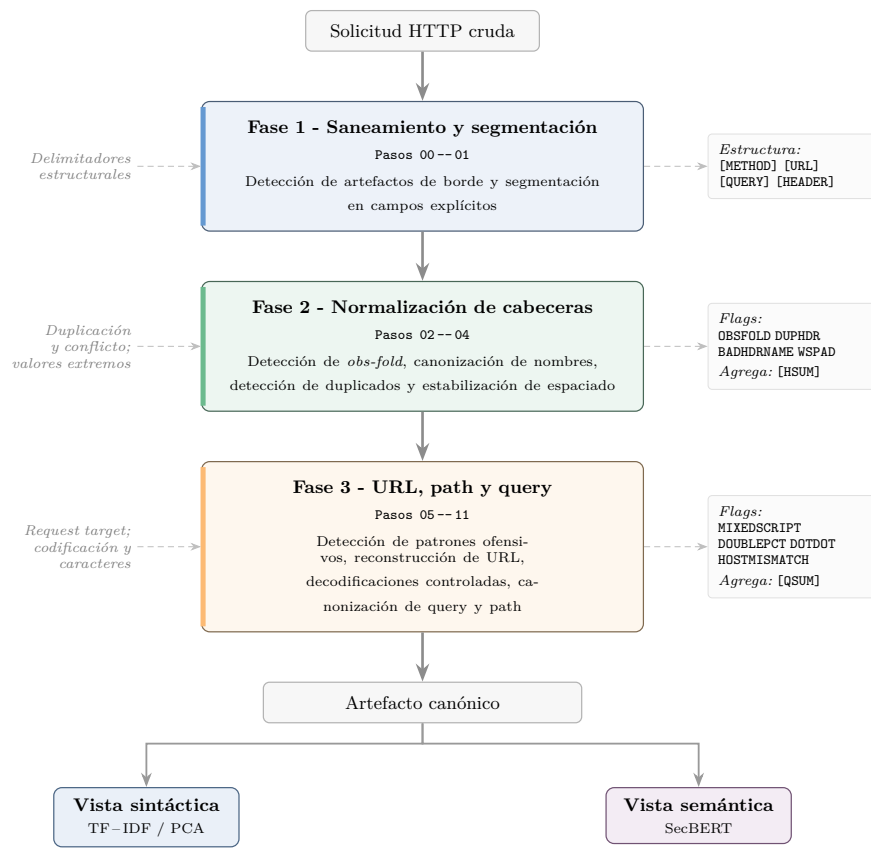 Solicitud HTTP cruda
Fase 1 - Saneamiento y segmentación
Pasos 00--01
Detección de artefactos de borde y segmentación
en campos explícitos
Delimitadores
estructurales
Estructura:
[METHOD] [URL]
[QUERY] [HEADER]
Fase 2 - Normalización de cabeceras
Pasos 02--04
Detección de obs-fold, canonización de nombres,
detección de duplicados y estabilización de espaciado
Duplicación
y conflicto;
valores extremos
Flags:
OBSFOLD DUPHDR
BADHDRNAME WSPAD
Agrega: [HSUM]
Fase 3 - URL, path y query
Pasos 05--11
Detección de patrones ofensi-
vos, reconstrucción de URL,
decodificaciones controladas, ca-
nonización de query y path
Request target;
codificación y
caracteres
Flags:
MIXEDSCRIPT
DOUBLEPCT DOTDOT
HOSTMISMATCH
Agrega: [QSUM]
Artefacto canónico
Vista sintáctica
TF–IDF / PCA
Vista semántica
SecBERT